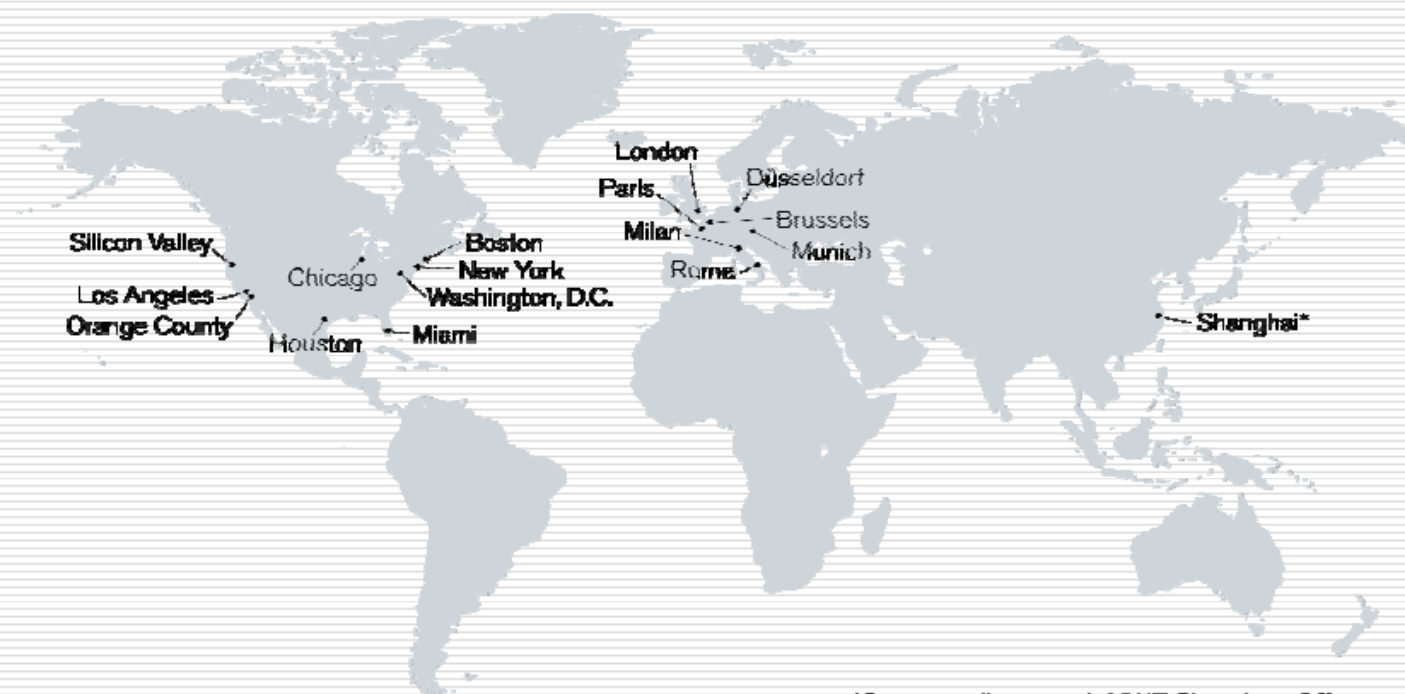 London
Düsseldorf
Paris
Brussels
Milan
Munich
Rome
Silicon Valley
Boston
Chicago
New York
Los Angeles
Washington, D.C.
Orange County
Houston
Miami
Shanghai*